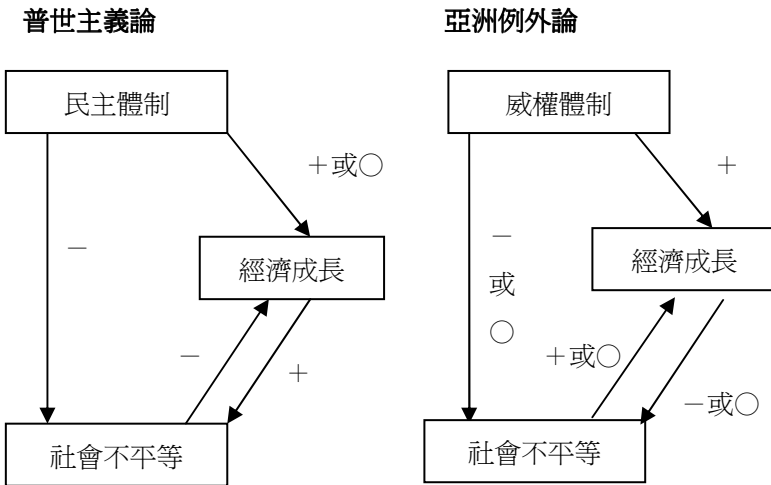 普世主義論
民主體制
+或○
－
經濟成長
－
+
社會不平等
亞洲例外論
威權體制
+
－
或
○
經濟成長
+或○
－或○
社會不平等